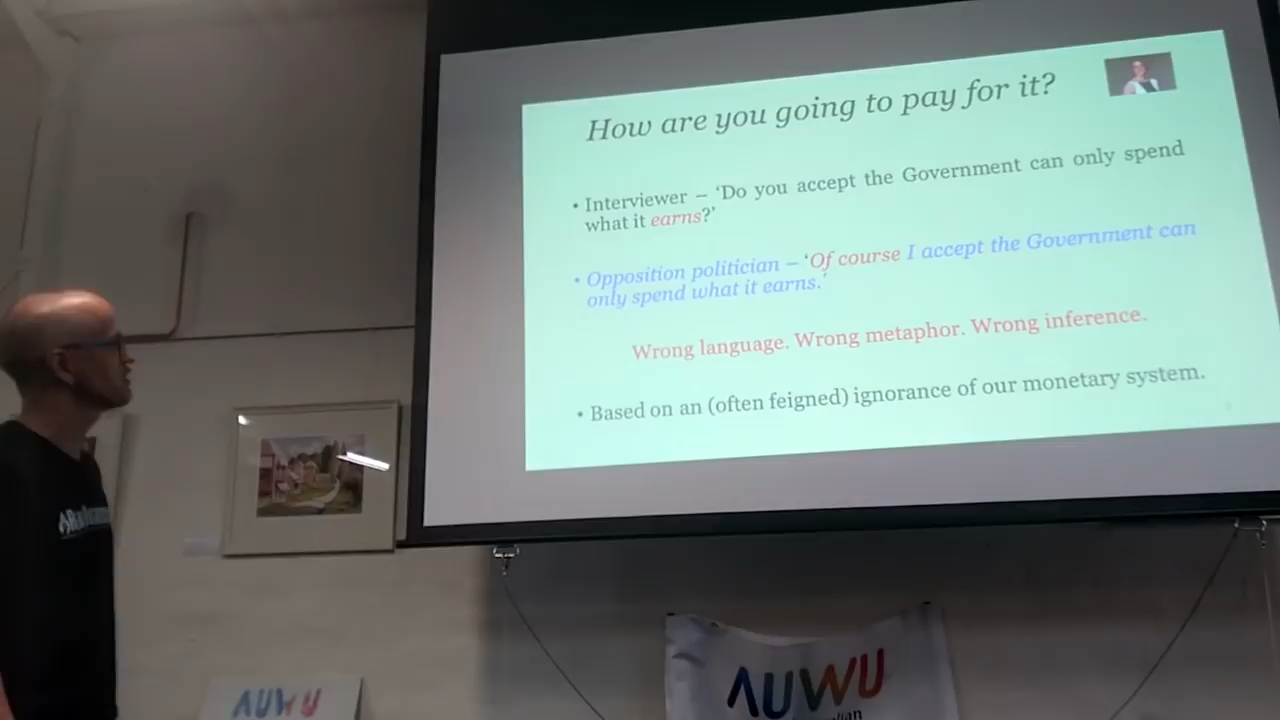 How are you going to pay for it?
• Interviewer – ‘Do you accept the Government can only spend
what it earns?’
• Opposition politician – ‘Of course I accept the Government can
only spend what it earns.’
Wrong language. Wrong metaphor. Wrong inference.
• Based on an (often feigned) ignorance of our monetary system.
AUWU
AUWU